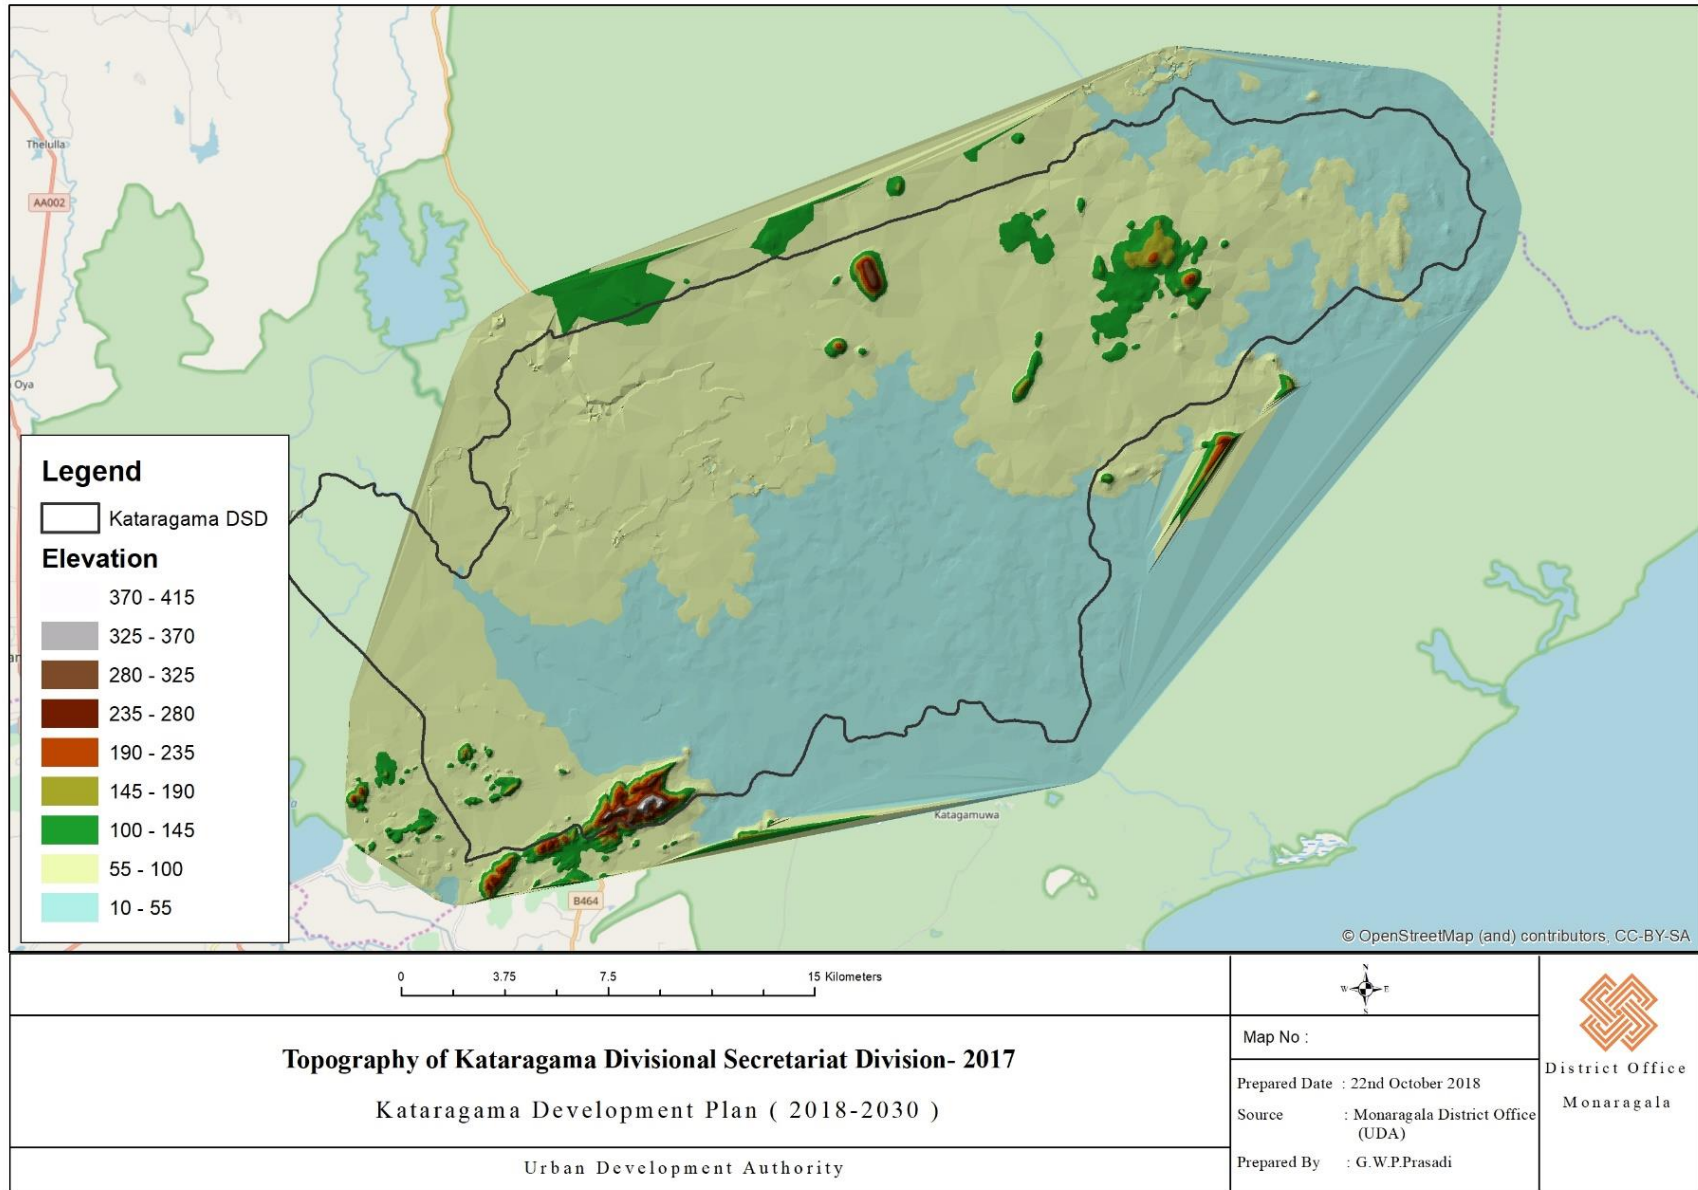 Thelulla
AA002
Oya
Legend
Kataragama DSD
Elevation
370 - 415
325 - 370
280 - 325
235 - 280
190 - 235
145 - 190
100 - 145
55 - 100
10 - 55
Katagamuwa
B464
© OpenStreetMap (and) contributors, CC-BY-SA
0 3.75 7.5 15 Kilometers
N
W E
S
Topography of Kataragama Divisional Secretariat Division- 2017
Kataragama Development Plan ( 2018-2030 )
Urban Development Authority
Map No :
Prepared Date : 22nd October 2018
Source : Monaragala District Office
(UDA)
Prepared By : G.W.P.Prasadi
District Office
Monaragala